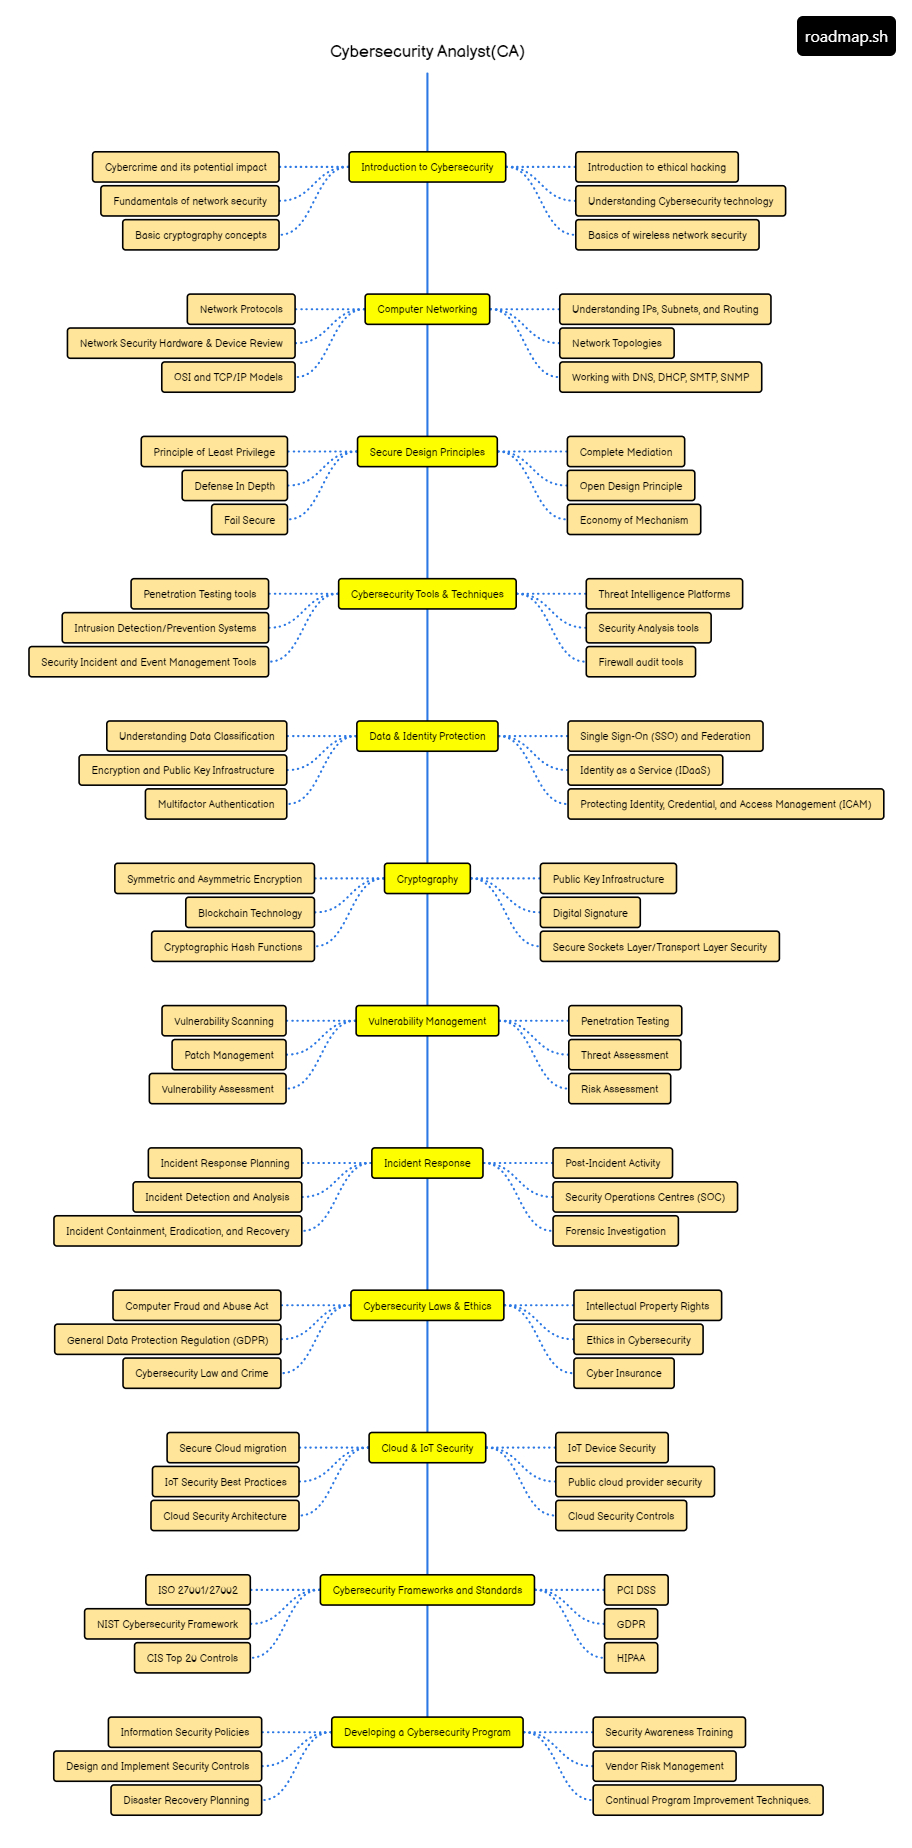 roadmap.sh
Cybersecurity Analyst(CA)
Introduction to Cybersecurity
Cybercrime and its potential impact
Fundamentals of network security
Basic cryptography concepts
Introduction to ethical hacking
Understanding Cybersecurity technology
Basics of wireless network security
Computer Networking
Network Protocols
Network Security Hardware & Device Review
OSI and TCP/IP Models
Understanding IPs, Subnets, and Routing
Network Topologies
Working with DNS, DHCP, SMTP, SNMP
Secure Design Principles
Principle of Least Privilege
Defense In Depth
Fail Secure
Complete Mediation
Open Design Principle
Economy of Mechanism
Cybersecurity Tools & Techniques
Penetration Testing tools
Intrusion Detection/Prevention Systems
Security Incident and Event Management Tools
Threat Intelligence Platforms
Security Analysis tools
Firewall audit tools
Data & Identity Protection
Understanding Data Classification
Encryption and Public Key Infrastructure
Multifactor Authentication
Single Sign-On (SSO) and Federation
Identity as a Service (IDaaS)
Protecting Identity, Credential, and Access Management (ICAM)
Cryptography
Symmetric and Asymmetric Encryption
Blockchain Technology
Cryptographic Hash Functions
Public Key Infrastructure
Digital Signature
Secure Sockets Layer/Transport Layer Security
Vulnerability Management
Vulnerability Scanning
Patch Management
Vulnerability Assessment
Penetration Testing
Threat Assessment
Risk Assessment
Incident Response
Incident Response Planning
Incident Detection and Analysis
Incident Containment, Eradication, and Recovery
Post-Incident Activity
Security Operations Centres (SOC)
Forensic Investigation
Cybersecurity Laws & Ethics
Computer Fraud and Abuse Act
General Data Protection Regulation (GDPR)
Cybersecurity Law and Crime
Intellectual Property Rights
Ethics in Cybersecurity
Cyber Insurance
Cloud & IoT Security
Secure Cloud migration
IoT Security Best Practices
Cloud Security Architecture
IoT Device Security
Public cloud provider security
Cloud Security Controls
Cybersecurity Frameworks and Standards
ISO 27001/27002
NIST Cybersecurity Framework
CIS Top 20 Controls
PCI DSS
GDPR
HIPAA
Developing a Cybersecurity Program
Information Security Policies
Design and Implement Security Controls
Disaster Recovery Planning
Security Awareness Training
Vendor Risk Management
Continual Program Improvement Techniques.